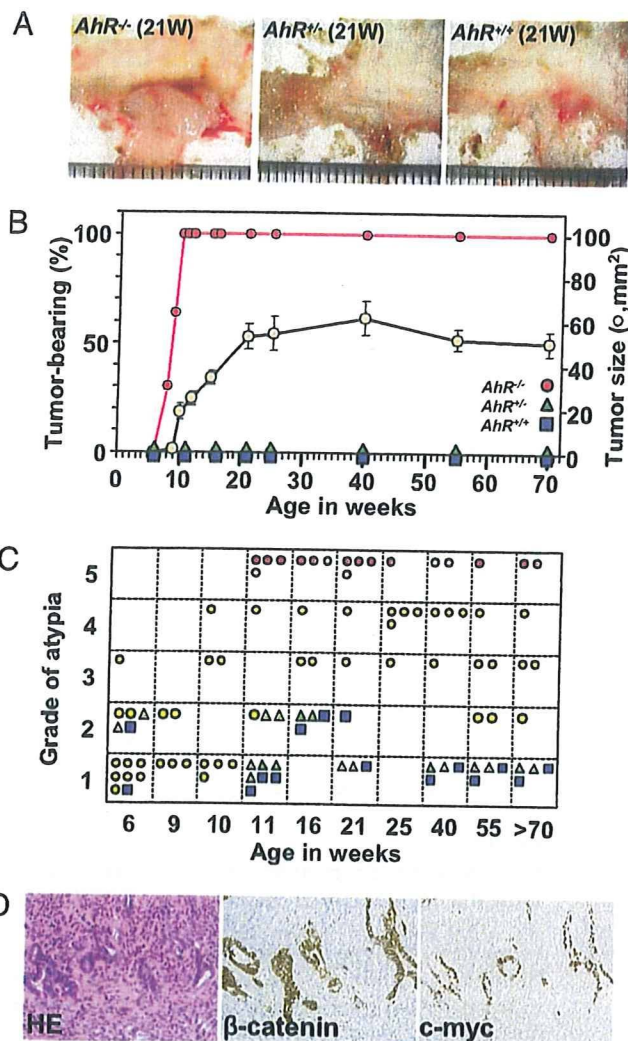 A
AhR-/- (21W)
AhR+/- (21W)
AhR+/+ (21W)
B
Tumor-bearing (%)
100
50
0
Tumor size (○,mm²)
100
80
60
40
20
0
AhR-/-
AhR+/-
AhR+/+
0 10 20 30 40 50 60 70
Age in weeks
C
Grade of atypia
5
4
3
2
1
6 9 10 11 16 21 25 40 55 >70
Age in weeks
D
HE
β-catenin
c-myc